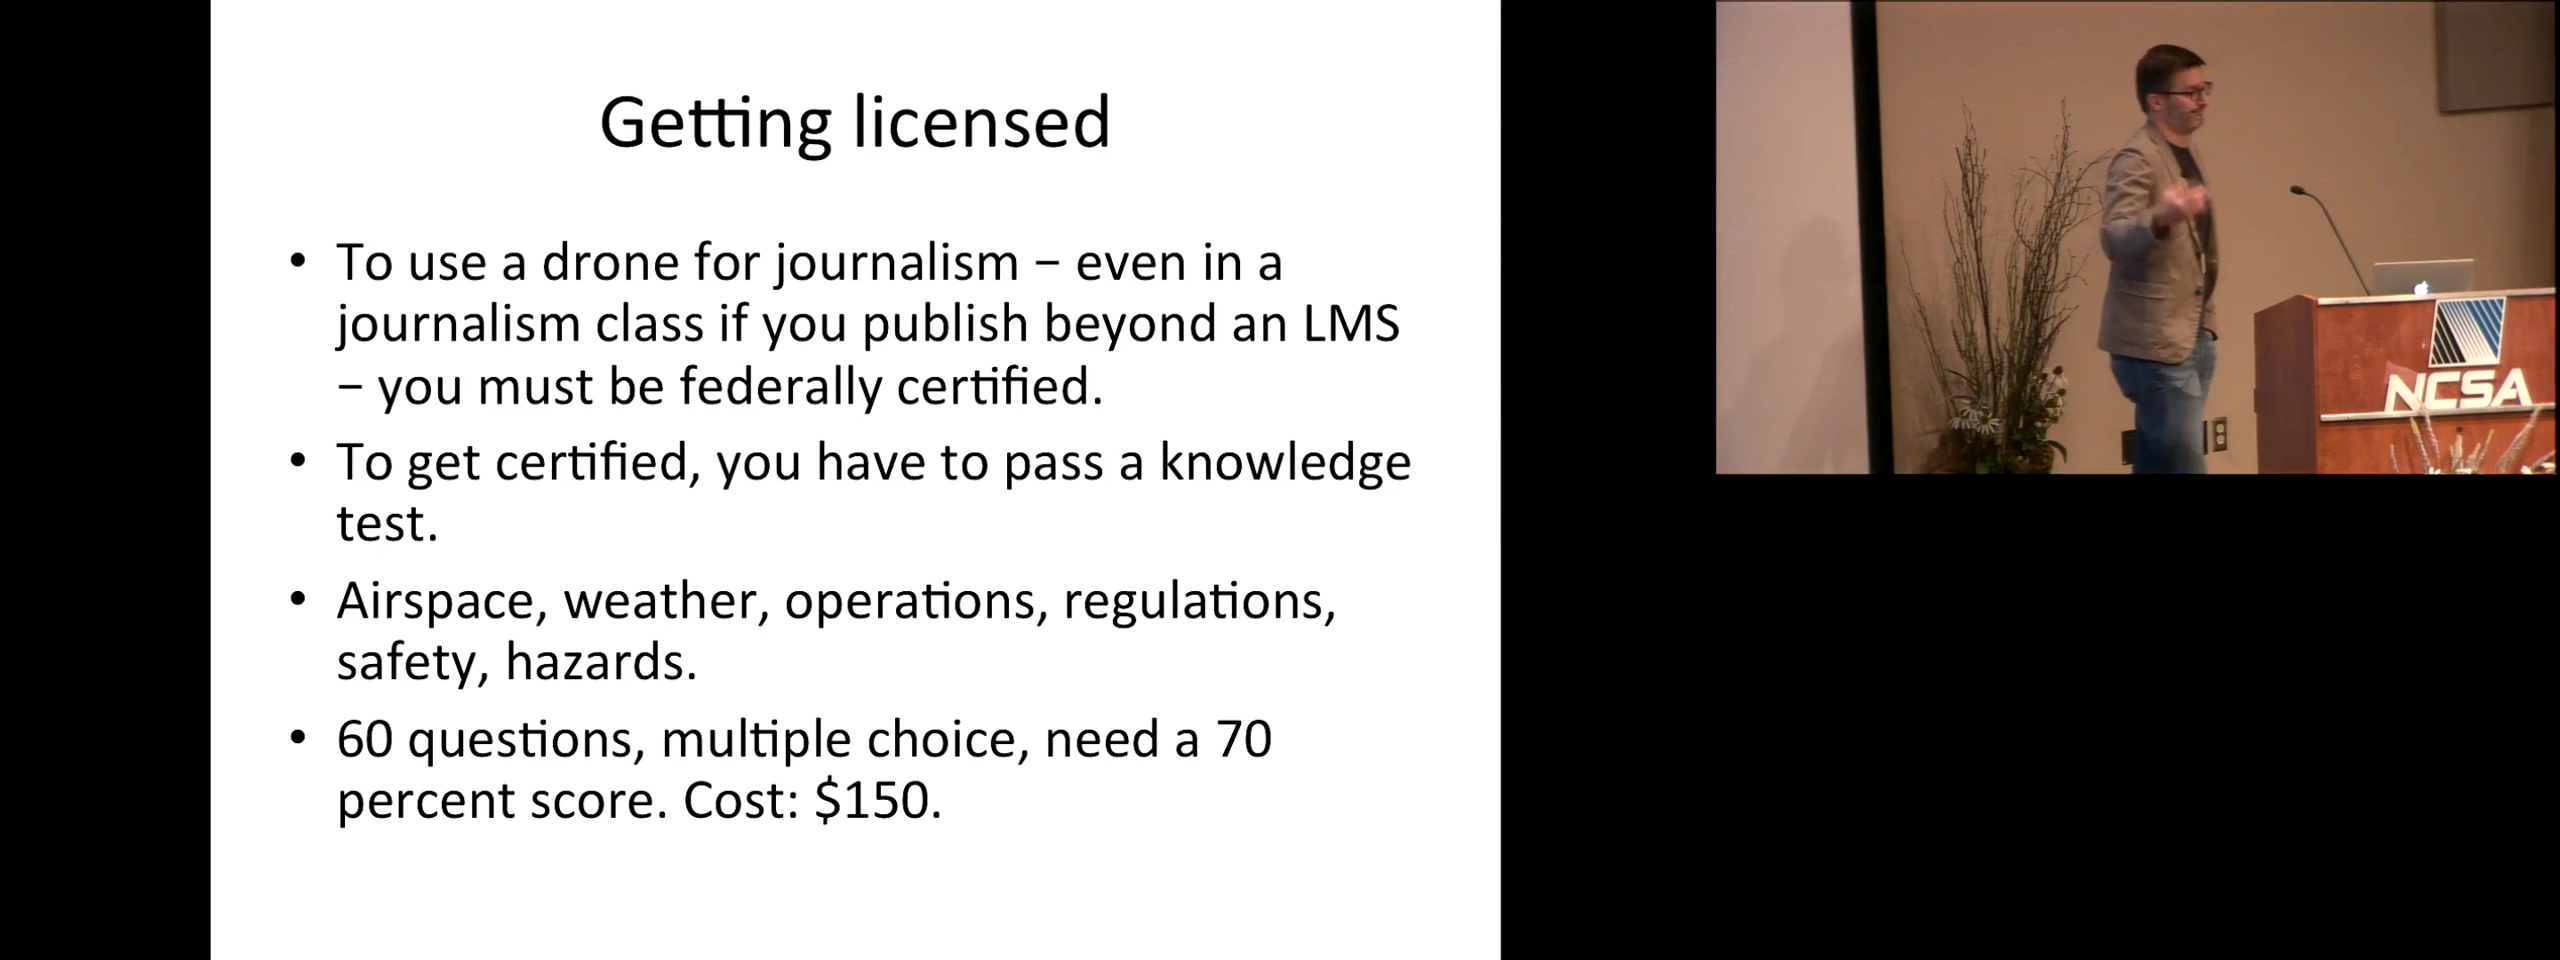 Getting licensed
• To use a drone for journalism – even in a
journalism class if you publish beyond an LMS
– you must be federally certified.
• To get certified, you have to pass a knowledge
test.
• Airspace, weather, operations, regulations,
safety, hazards.
• 60 questions, multiple choice, need a 70
percent score. Cost: $150.
NCSA